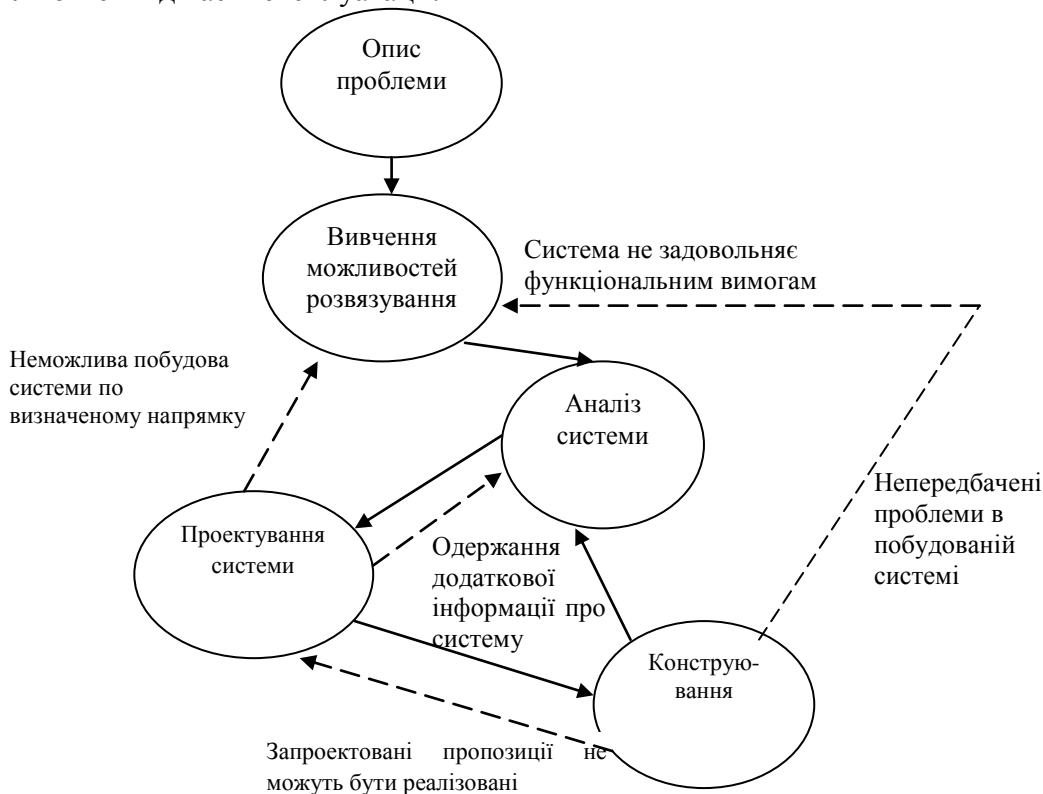 Опис
проблеми
Вивчення
можливостей
розвязування
Система не задовольняє
функціональним вимогам
Неможлива побудова
системи по
визначеному напрямку
Аналіз
системи
Непередбачені
проблеми в
побудованій
системі
Проектування
системи
Одержання
додаткової
інформації про
систему
Конструю-
вання
Запроектовані пропозиції не
можуть бути реалізовані